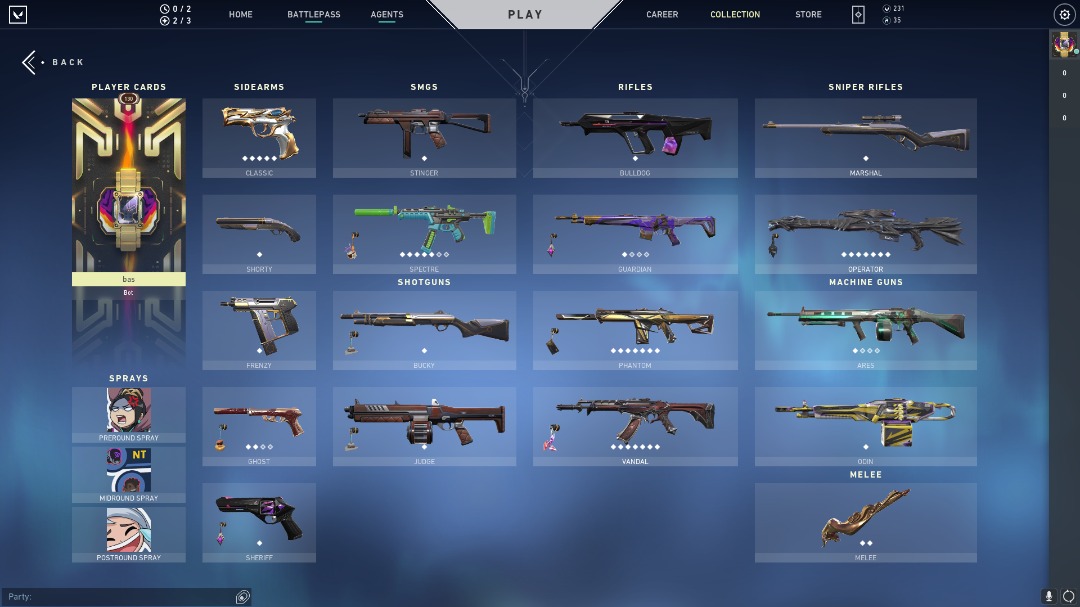 0 / 2
2 / 3
HOME
BATTLEPASS
AGENTS
PLAY
CAREER
COLLECTION
STORE
231
35
BACK
PLAYER CARDS
SIDEARMS
SMGS
RIFLES
SNIPER RIFLES
0
0
0
130
CLASSIC
STINGER
BULLDOG
MARSHAL
SHORTY
SPECTRE
GUARDIAN
OPERATOR
bas
Bot
SHOTGUNS
MACHINE GUNS
FRENZY
BUCKY
PHANTOM
ARES
SPRAYS
PREROUND SPRAY
NT
MIDROUND SPRAY
POSTROUND SPRAY
GHOST
JUDGE
VANDAL
ODIN
MELEE
SHERIFF
MELEE
Party: